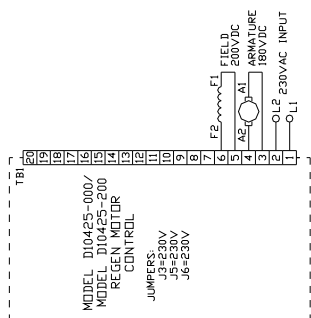 TB1
20
19
18
17
16
15
14
13
12
11
10
9
8
7
6
5
4
3
2
1
F2
F1
FIELD
200VDC
A2
A1
ARMATURE
180VDC
L2
230VAC INPUT
L1
MODEL D10425-000/
MODEL D10425-200
REGEN MOTOR
CONTROL
JUMPERS:
J3=230V
J5=230V
J6=230V